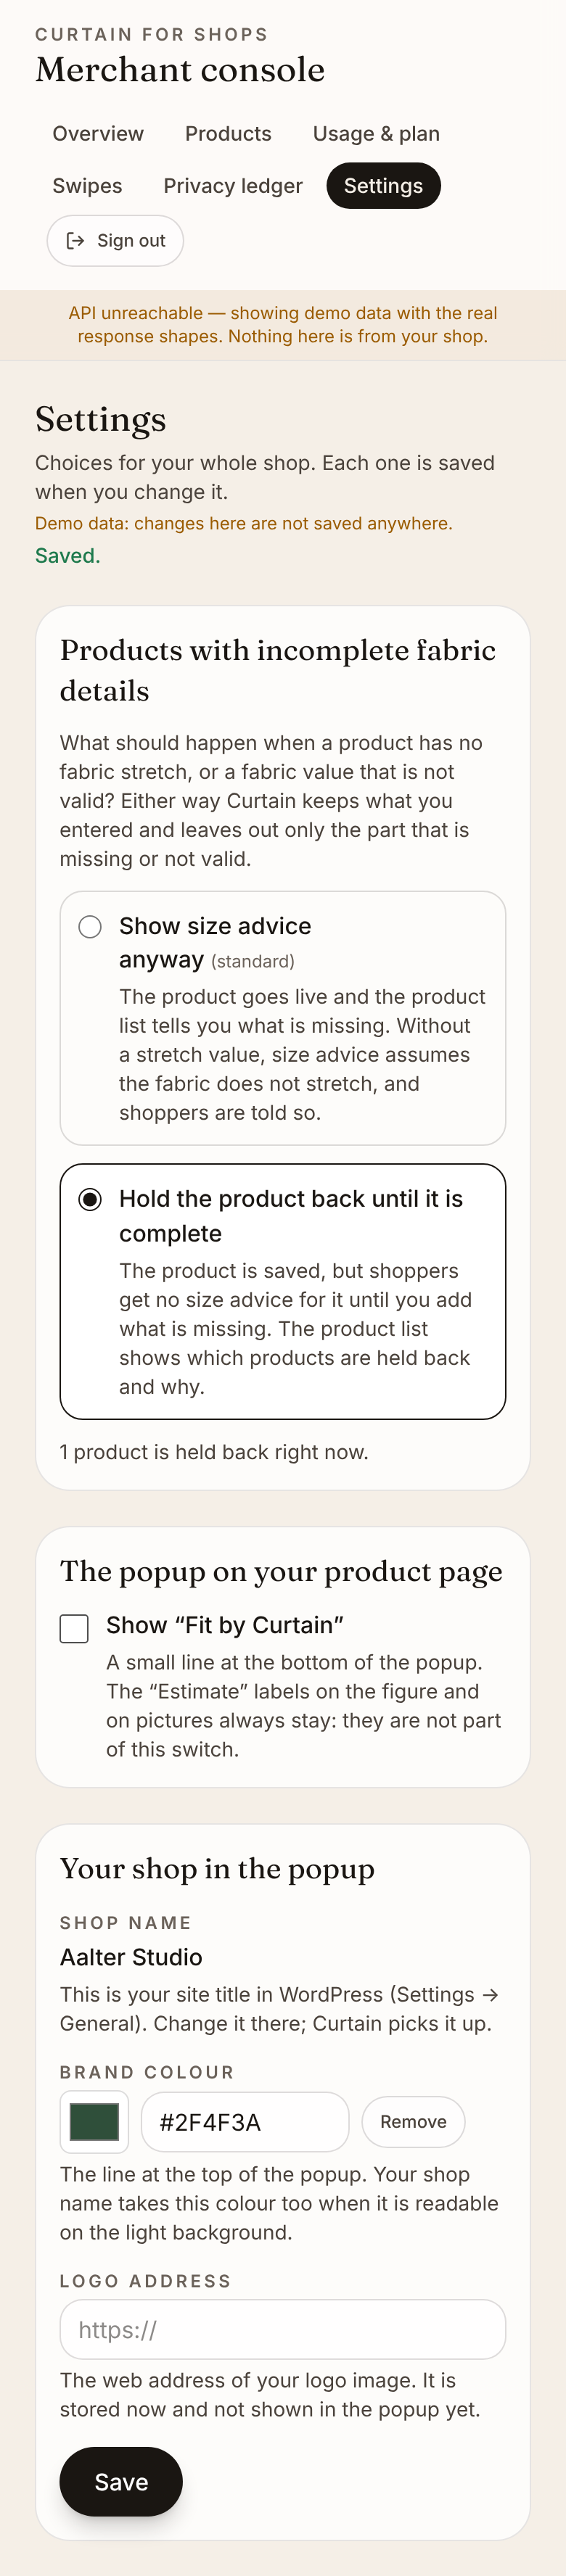 CURTAIN FOR SHOPS
Merchant console
Overview Products Usage & plan
Swipes Privacy ledger Settings
Sign out
API unreachable — showing demo data with the real
response shapes. Nothing here is from your shop.
Settings
Choices for your whole shop. Each one is saved
when you change it.
Demo data: changes here are not saved anywhere.
Saved.
Products with incomplete fabric
details
What should happen when a product has no
fabric stretch, or a fabric value that is not
valid? Either way Curtain keeps what you
entered and leaves out only the part that is
missing or not valid.
Show size advice
anyway (standard)
The product goes live and the product
list tells you what is missing. Without
a stretch value, size advice assumes
the fabric does not stretch, and
shoppers are told so.
Hold the product back until it is
complete
The product is saved, but shoppers
get no size advice for it until you add
what is missing. The product list
shows which products are held back
and why.
1 product is held back right now.
The popup on your product page
Show “Fit by Curtain”
A small line at the bottom of the popup.
The “Estimate” labels on the figure and
on pictures always stay: they are not part
of this switch.
Your shop in the popup
SHOP NAME
Aalter Studio
This is your site title in WordPress (Settings →
General). Change it there; Curtain picks it up.
BRAND COLOUR
#2F4F3A Remove
The line at the top of the popup. Your shop
name takes this colour too when it is readable
on the light background.
LOGO ADDRESS
https://
The web address of your logo image. It is
stored now and not shown in the popup yet.
Save